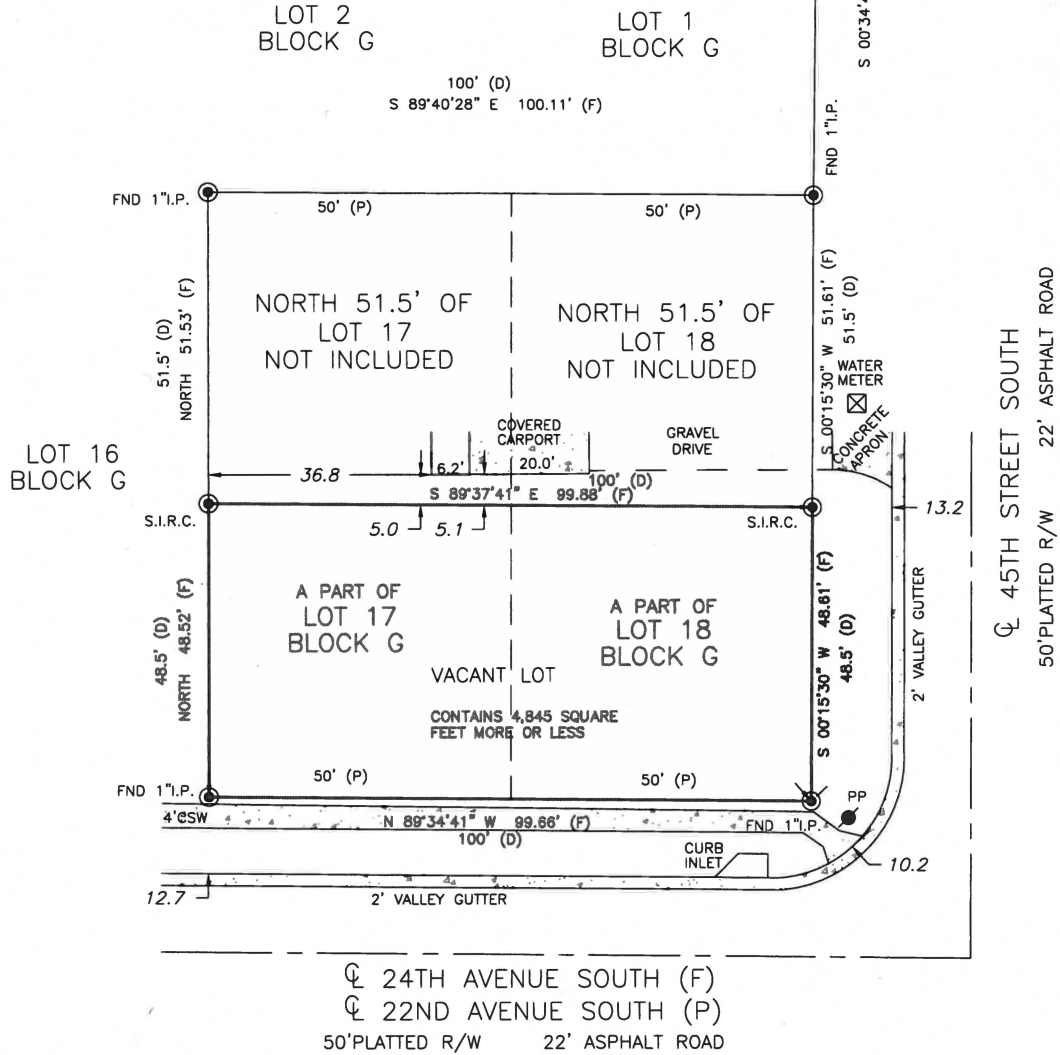 LOT 2
BLOCK G
LOT 1
BLOCK G
S 00°34'4
100' (D)
S 89°40'28" E 100.11' (F)
FND 1"I.P.
FND 1"I.P.
50' (P)
50' (P)
51.5' (D)
NORTH 51.53' (F)
NORTH 51.5' OF
LOT 17
NOT INCLUDED
NORTH 51.5' OF
LOT 18
NOT INCLUDED
S 00°15'30" W 51.61' (F)
51.5' (D)
WATER
METER
CONCRETE
APRON
45TH STREET SOUTH
50'PLATTED R/W 22' ASPHALT ROAD
LOT 16
BLOCK G
COVERED
CARPORT
GRAVEL
DRIVE
36.8
6.2'
20.0'
100' (D)
S 89°37'41" E 99.88' (F)
S.I.R.C.
S.I.R.C.
5.0
5.1
13.2
48.5' (D)
NORTH 48.52' (F)
A PART OF
LOT 17
BLOCK G
A PART OF
LOT 18
BLOCK G
S 00°15'30" W 48.61' (F)
48.5' (D)
2' VALLEY GUTTER
VACANT LOT
CONTAINS 4,845 SQUARE
FEET MORE OR LESS
50' (P)
50' (P)
FND 1"I.P.
PP
4'CSW
N 89°34'41" W 99.66' (F)
100' (D)
FND 1"I.P.
CURB
INLET
10.2
12.7
2' VALLEY GUTTER
℄ 24TH AVENUE SOUTH (F)
℄ 22ND AVENUE SOUTH (P)
50'PLATTED R/W 22' ASPHALT ROAD